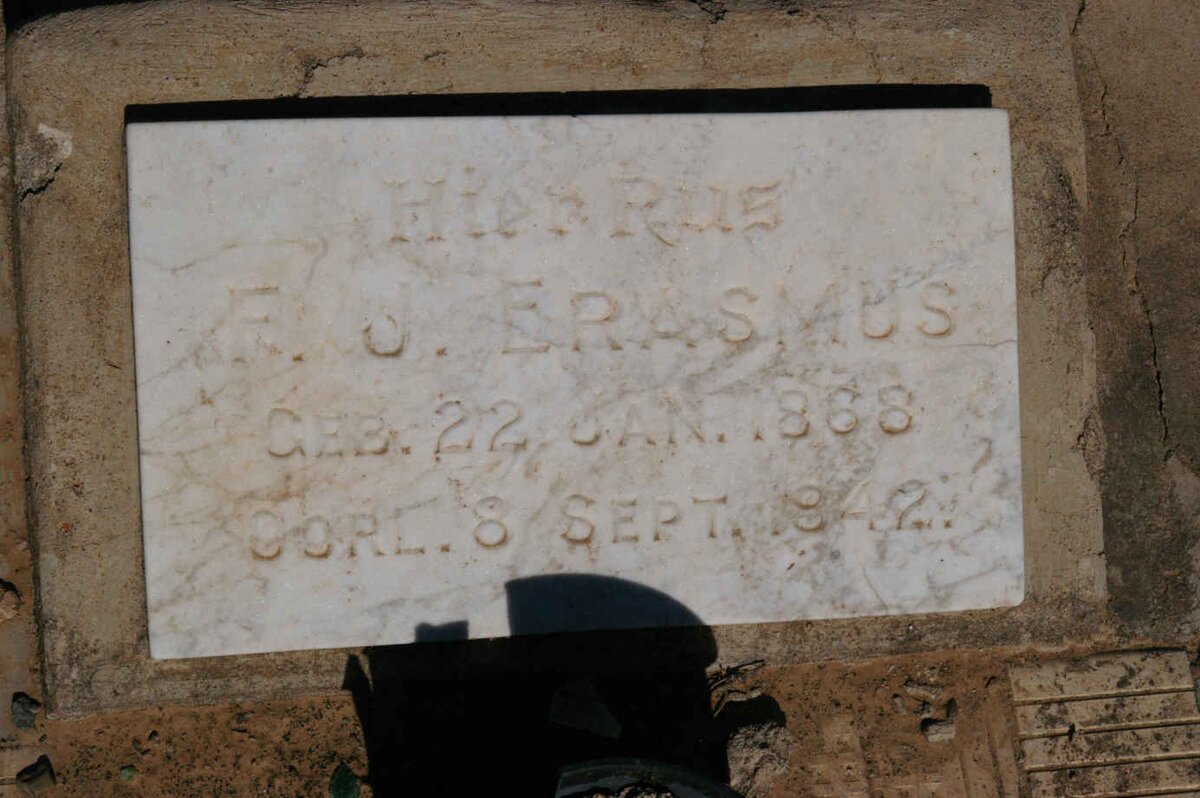 Hier Rus
F. J. ERASMUS
GEB. 22 JAN. 1868
OORL. 8 SEPT. 1942.